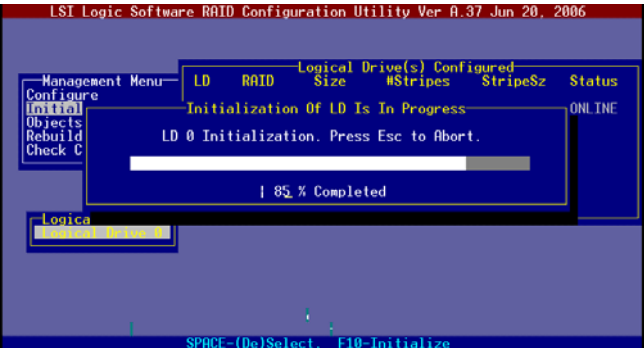 LSI Logic Software RAID Configuration Utility Ver A.37 Jun 20, 2006
Logical Drive(s) Configured
LD RAID Size #Stripes StripeSz Status
ONLINE
Management Menu
Configure
Initial
Objects
Rebuild
Check C
Initialization Of LD Is In Progress
LD 0 Initialization. Press Esc to Abort.
| 85 % Completed
Logica
Logical Drive 0
SPACE-(De)Select, F10-Initialize